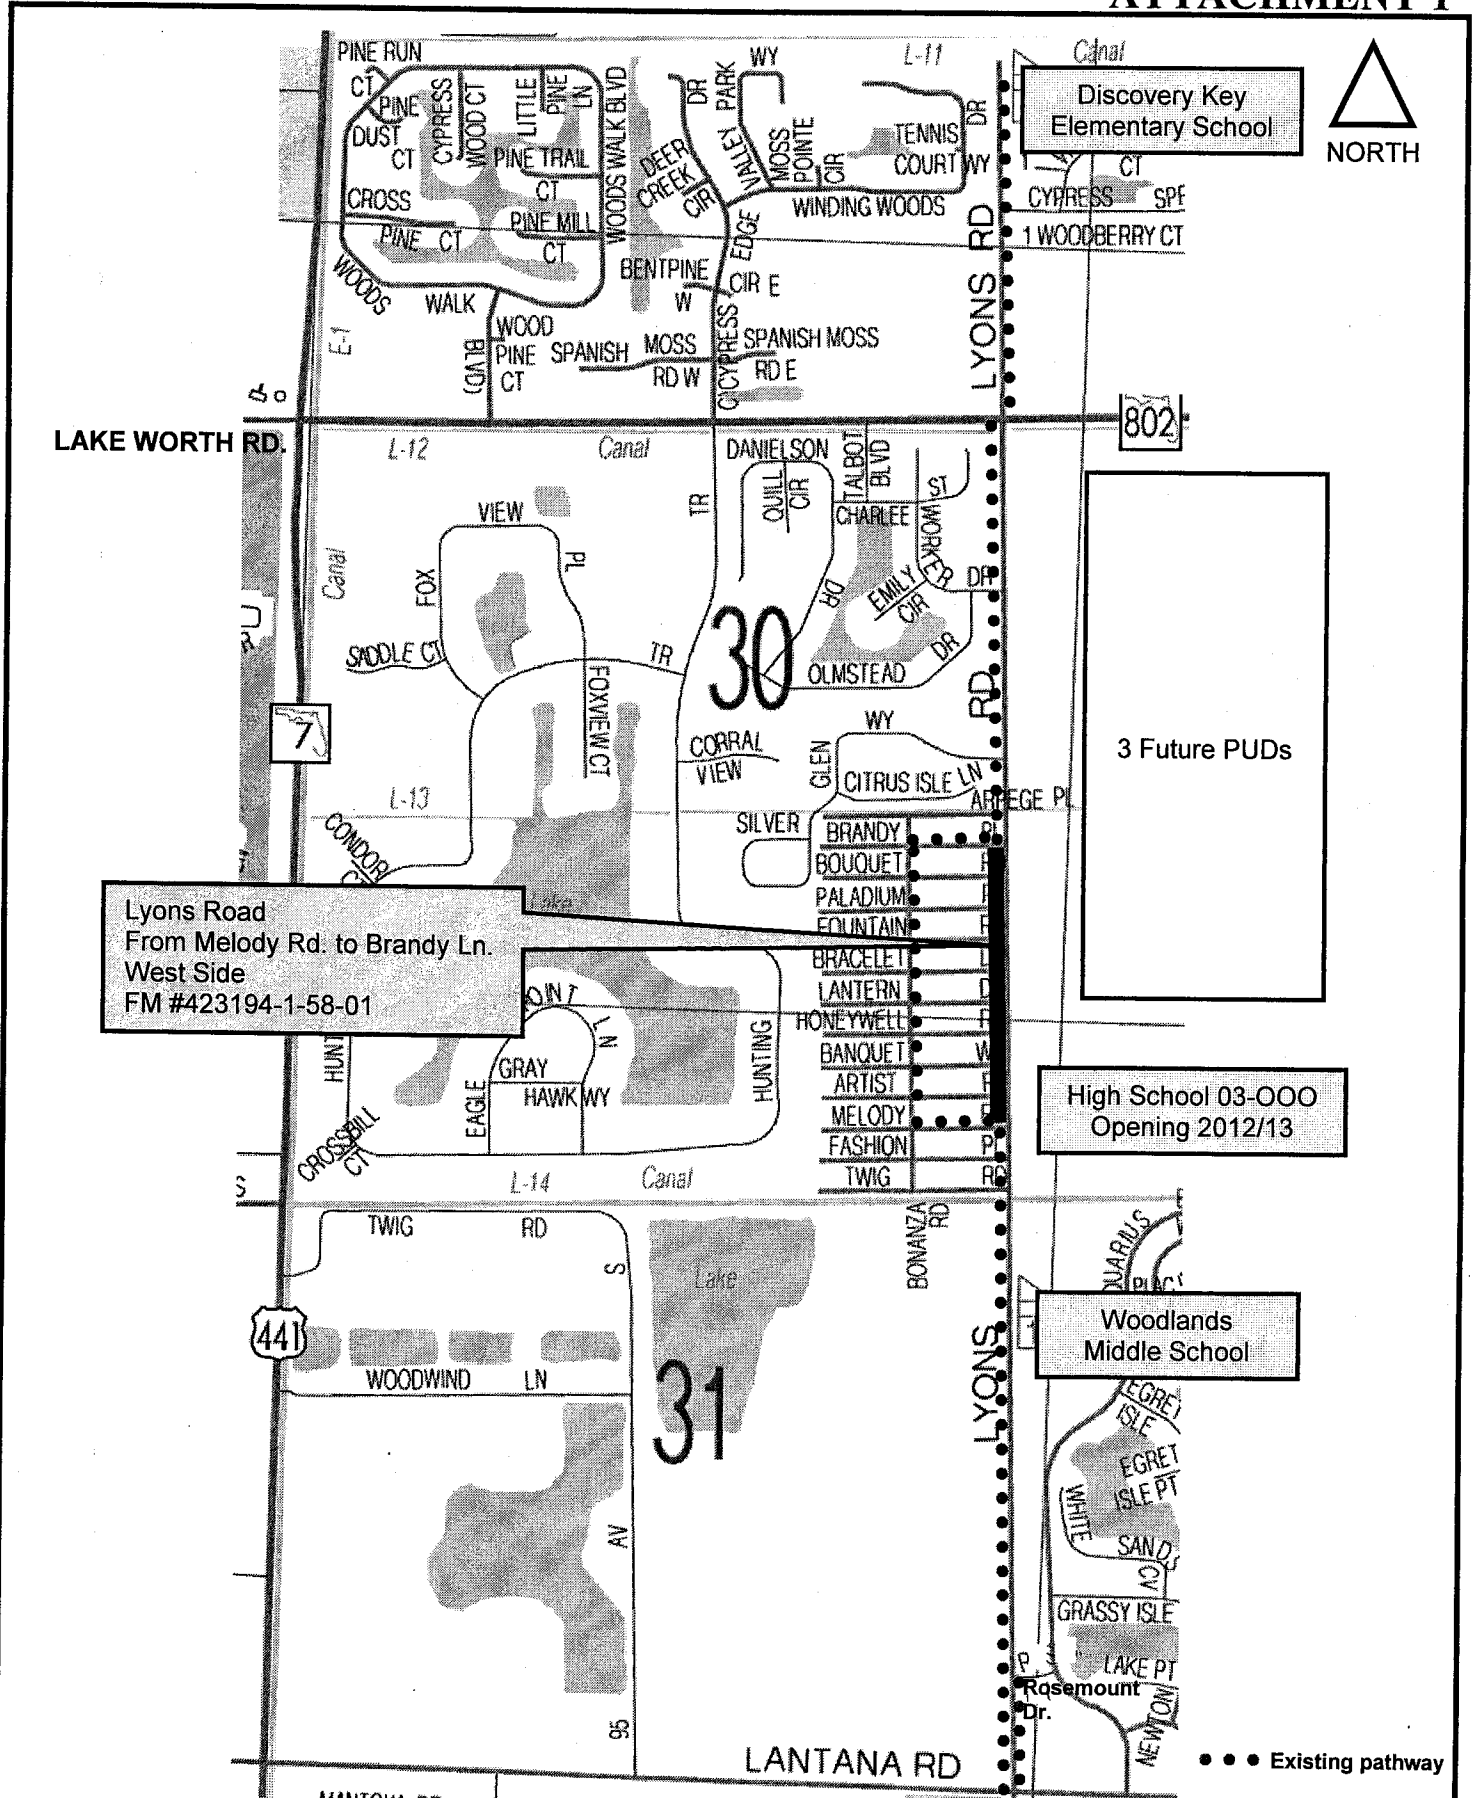 ATTACHMENT 1
PINE RUN
CT
PINE
DUST
CT
CYPRESS
WOOD CT
LITTLE
PINE
LN
PINE TRAIL
CT
CROSS
PINE CT
PINE MILL
CT
WOODS WALK BLVD
WOODS
WALK
BLVD
WOOD
PINE
CT
E-1
DR
DEER
CREEK
CIR
VALLEY PARK
WY
MOSS
POINTE
CIR
L-11
TENNIS
COURT WY
DR
WINDING WOODS
EDGE
BENTPINE
W
CIR E
CYPRESS
SPANISH MOSS
RD W
SPANISH MOSS
RD E
LYONS RD
Canal
Discovery Key
Elementary School
NORTH
CT
CYPRESS
1 WOODBERRY CT
802
LAKE WORTH RD.
L-12
Canal
DANIELSON
QUILL
CIR
TALBOT
BLVD
ST
CHARLEE
WORKER
DR
EMILY
CIR
DR
OLMSTEAD
DR
TR
VIEW
PL
FOX
Canal
SADDLE CT
TR
30
FOXVIEW CT
RD
7
CORRAL
VIEW
WY
GLEN
CITRUS ISLE LN
3 Future PUDs
L-13
ARPEGE PL
SILVER
CONDOR
BRANDY
BOUQUET
PALADIUM
FOUNTAIN
BRACELET
LANTERN
HONEYWELL
BANQUET
ARTIST
MELODY
FASHION
TWIG
Lake
Lyons Road
From Melody Rd. to Brandy Ln.
West Side
FM #423194-1-58-01
LN
GRAY
HAWK WY
EAGLE
HUNTING
CROSSBILL
CT
High School 03-OOO
Opening 2012/13
L-14
Canal
S
TWIG
RD
BONANZA
RD
S
Lake
441
WOODWIND
LN
31
LYONS
Woodlands
Middle School
ISLE
EGRET
ISLE PT
WHITE
SANDS
CV
GRASSY ISLE
LAKE PT
AV
95
Rosemount
Dr.
NEWTON
LANTANA RD
Existing pathway